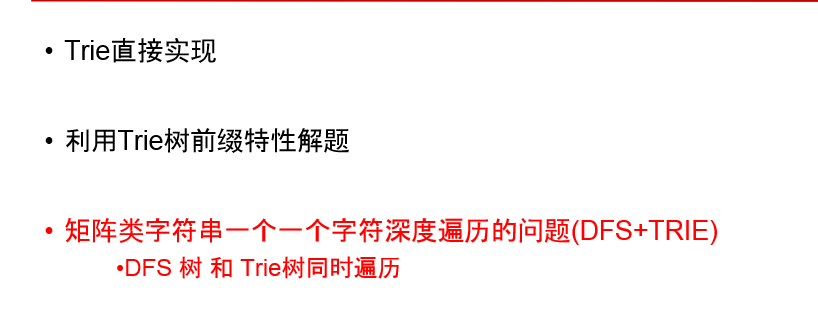 • Trie直接实现
• 利用Trie树前缀特性解题
• 矩阵类字符串一个一个字符深度遍历的问题(DFS+TRIE)
•DFS 树 和 Trie树同时遍历